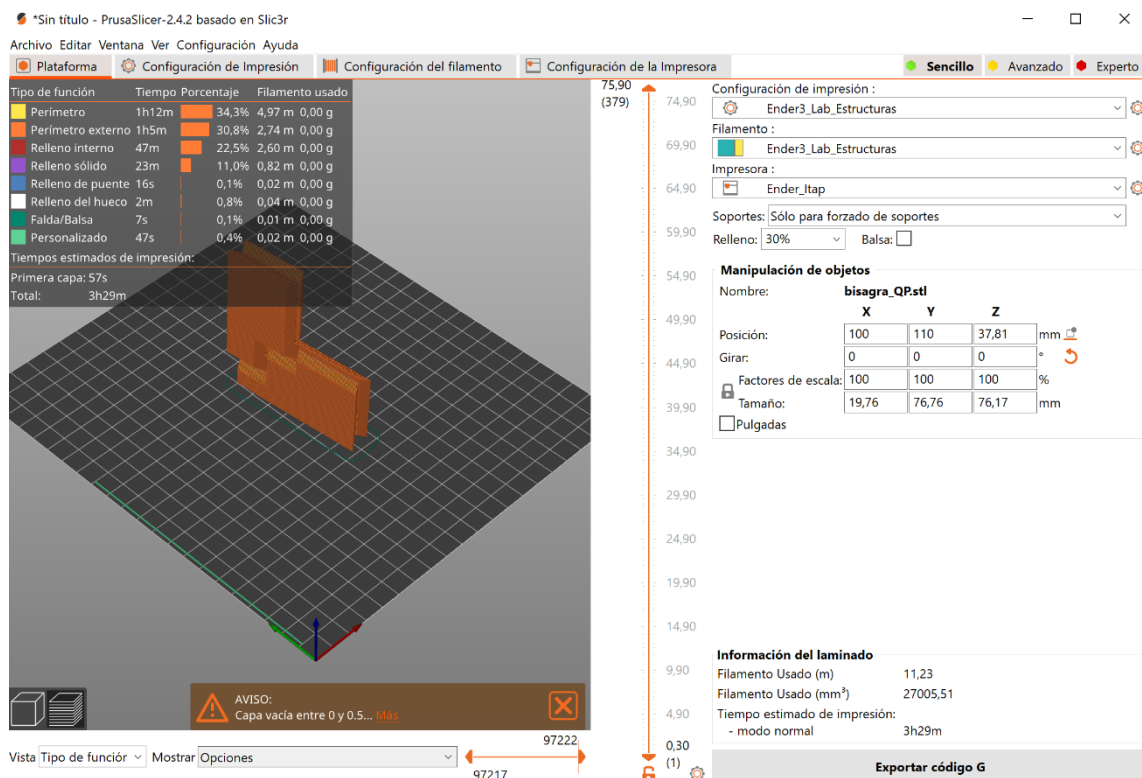 *Sin título - PrusaSlicer-2.4.2 basado en Slic3r
Archivo Editar Ventana Ver Configuración Ayuda
Plataforma Configuración de Impresión Configuración del filamento Configuración de la Impresora Sencillo Avanzado Experto
Tipo de función Tiempo Porcentaje Filamento usado
Perímetro 1h12m 34,3% 4,97 m 0,00 g
Perímetro externo 1h5m 30,8% 2,74 m 0,00 g
Relleno interno 47m 22,5% 2,60 m 0,00 g
Relleno sólido 23m 11,0% 0,82 m 0,00 g
Relleno de puente 16s 0,1% 0,02 m 0,00 g
Relleno del hueco 2m 0,8% 0,04 m 0,00 g
Falda/Balsa 7s 0,1% 0,01 m 0,00 g
Personalizado 47s 0,4% 0,02 m 0,00 g
Tiempos estimados de impresión:
Primera capa: 57s
Total: 3h29m
75,90
(379)
74,90
69,90
64,90
59,90
54,90
49,90
44,90
39,90
34,90
29,90
24,90
19,90
14,90
9,90
4,90
0,30
(1)
Configuración de impresión :
Ender3_Lab_Estructuras
Filamento :
Ender3_Lab_Estructuras
Impresora :
Ender_Itap
Soportes: Sólo para forzado de soportes
Relleno: 30% Balsa:
Manipulación de objetos
Nombre: bisagra_QP.stl
X Y Z
Posición: 100 110 37,81 mm
Girar: 0 0 0 °
Factores de escala: 100 100 100 %
Tamaño: 19,76 76,76 76,17 mm
Pulgadas
Información del laminado
Filamento Usado (m) 11,23
Filamento Usado (mm³) 27005,51
Tiempo estimado de impresión:
- modo normal 3h29m
Exportar código G
AVISO:
Capa vacía entre 0 y 0.5... Más
Vista Tipo de funciór Mostrar Opciones
97222
97217